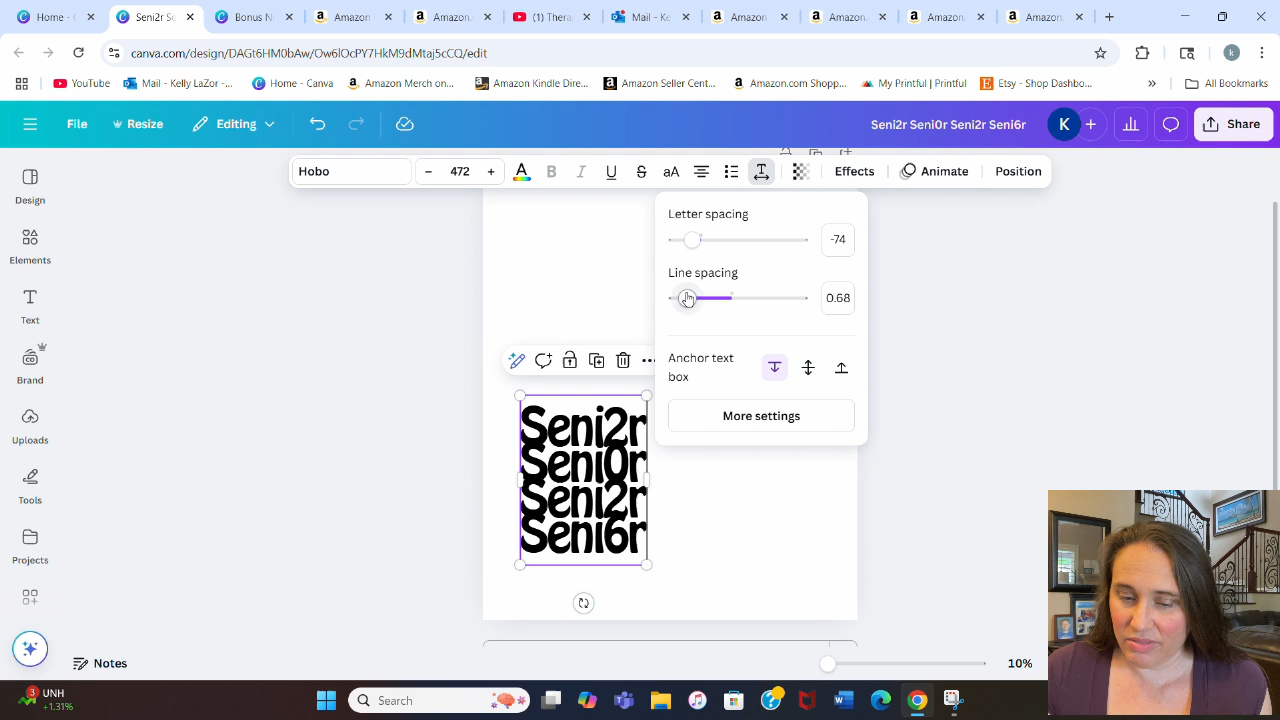 Home - C
Seni2r Se
Bonus N
Amazon
Amazon.
(1) Thera
Mail - Ke
Amazon
Amazon.
Amazon.
Amazon.
canva.com/design/DAGt6HM0bAw/Ow6lOcPY7HkM9dMtaj5cCQ/edit
k
YouTube
Mail - Kelly LaZor -...
Home - Canva
Amazon Merch on...
Amazon Kindle Dire...
Amazon Seller Cent...
Amazon.com Shopp...
My Printful | Printful
Etsy - Shop Dashbo...
All Bookmarks
File
Resize
Editing
Seni2r Seni0r Seni2r Seni6r
K
Share
Hobo
472
Effects
Animate
Position
Design
Elements
Text
Brand
Uploads
Tools
Projects
Letter spacing
-74
Line spacing
0.68
Anchor text
box
More settings
Seni2r
Seni0r
Seni2r
Seni6r
Notes
10%
3
UNH
+1.31%
Search